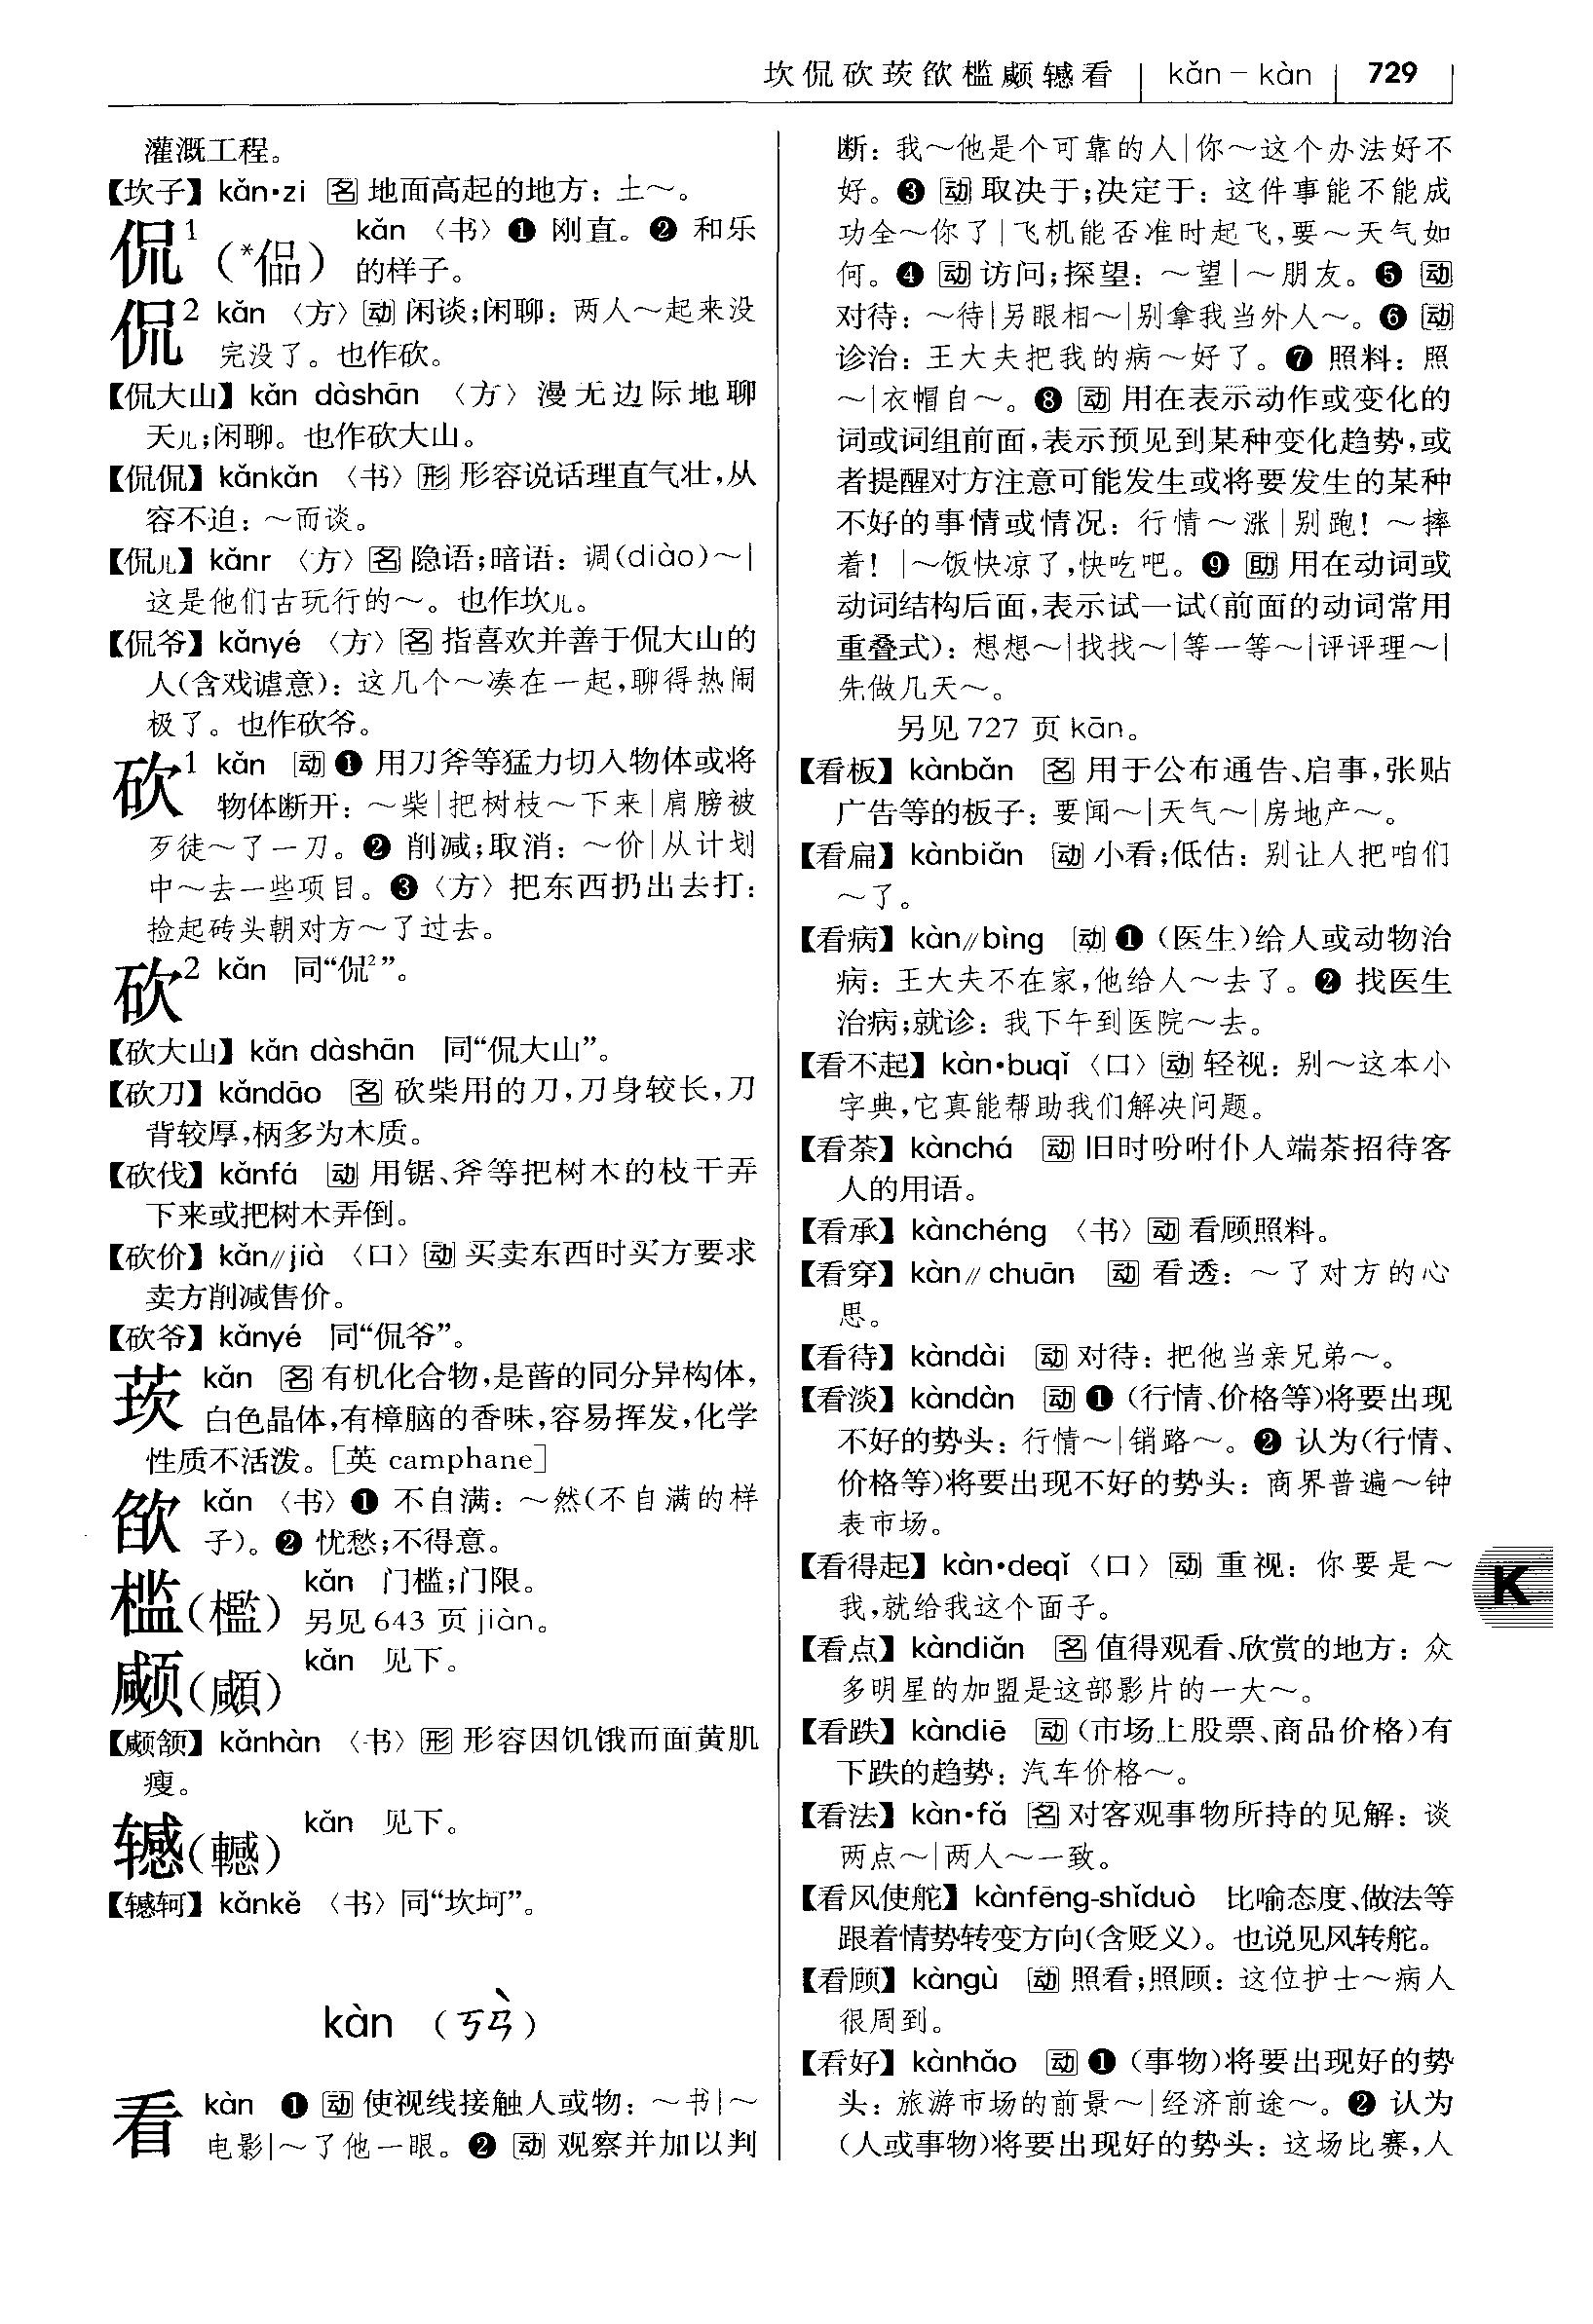 坎侃砍莰欿槛颇轗看 kǎn－kàn 729
灌溉工程。
【坎子】kǎn·zi 名 地面高起的地方：土～。
侃1（*偘） kǎn 〈书〉❶ 刚直。❷ 和乐
的样子。
侃2 kǎn 〈方〉动 闲谈；闲聊：两人～起来没
完没了。也作砍。
【侃大山】kǎn dàshān 〈方〉漫无边际地聊
天儿；闲聊。也作砍大山。
【侃侃】kǎnkǎn 〈书〉形 形容说话理直气壮，从
容不迫：～而谈。
【侃儿】kǎnr 〈方〉名 隐语；暗语：调(diào)～|
这是他们古玩行的～。也作坎儿。
【侃爷】kǎnyé 〈方〉名 指喜欢并善于侃大山的
人(含戏谑意)：这几个～凑在一起，聊得热闹
极了。也作砍爷。
砍1 kǎn 动 ❶ 用刀斧等猛力切入物体或将
物体断开：～柴|把树枝～下来|肩膀被
歹徒～了一刀。❷ 削减；取消：～价|从计划
中～去一些项目。❸〈方〉把东西扔出去打：
捡起砖头朝对方～了过去。
砍2 kǎn 同“侃2”。
【砍大山】kǎn dàshān 同“侃大山”。
【砍刀】kǎndāo 名 砍柴用的刀，刀身较长，刀
背较厚，柄多为木质。
【砍伐】kǎnfá 动 用锯、斧等把树木的枝干弄
下来或把树木弄倒。
【砍价】kǎn//jià 〈口〉动 买卖东西时买方要求
卖方削减售价。
【砍爷】kǎnyé 同“侃爷”。
莰 kǎn 名 有机化合物，是蒈的同分异构体，
白色晶体，有樟脑的香味，容易挥发，化学
性质不活泼。[英 camphane]
欿 kǎn 〈书〉❶ 不自满：～然(不自满的样
子)。❷ 忧愁；不得意。
槛（檻） kǎn 门槛；门限。
另见 643 页 jiàn。
顑（顑） kǎn 见下。
【顑颔】kǎnhàn 〈书〉形 形容因饥饿而面黄肌
瘦。
轗（轗） kǎn 见下。
【轗轲】kǎnkě 〈书〉同“坎坷”。
kàn （ㄎㄢˋ）
看 kàn ❶ 动 使视线接触人或物：～书|～
电影|～了他一眼。❷ 动 观察并加以判
断：我～他是个可靠的人|你～这个办法好不
好。❸ 动 取决于；决定于：这件事能不能成
功全～你了|飞机能否准时起飞，要～天气如
何。❹ 动 访问；探望：～望|～朋友。❺ 动
对待：～待|另眼相～|别拿我当外人～。❻ 动
诊治：王大夫把我的病～好了。❼ 照料：照
～|衣帽自～。❽ 动 用在表示动作或变化的
词或词组前面，表示预见到某种变化趋势，或
者提醒对方注意可能发生或将要发生的某种
不好的事情或情况：行情～涨|别跑！～摔
着！|～饭快凉了，快吃吧。❾ 助 用在动词或
动词结构后面，表示试一试(前面的动词常用
重叠式)：想想～|找找～|等一等～|评评理～|
先做几天～。
另见 727 页 kān。
【看板】kànbǎn 名 用于公布通告、启事，张贴
广告等的板子：要闻～|天气～|房地产～。
【看扁】kànbiǎn 动 小看；低估：别让人把咱们
～了。
【看病】kàn//bìng 动 ❶（医生)给人或动物治
病：王大夫不在家，他给人～去了。❷ 找医生
治病；就诊：我下午到医院～去。
【看不起】kàn·buqǐ 〈口〉动 轻视：别～这本小
字典，它真能帮助我们解决问题。
【看茶】kànchá 动 旧时吩咐仆人端茶招待客
人的用语。
【看承】kànchéng 〈书〉动 看顾照料。
【看穿】kàn//chuān 动 看透：～了对方的心
思。
【看待】kàndài 动 对待：把他当亲兄弟～。
【看淡】kàndàn 动 ❶（行情、价格等)将要出现
不好的势头：行情～|销路～。❷ 认为(行情、
价格等)将要出现不好的势头：商界普遍～钟
表市场。
【看得起】kàn·deqǐ 〈口〉动 重视：你要是～
我，就给我这个面子。
【看点】kàndiǎn 名 值得观看、欣赏的地方：众
多明星的加盟是这部影片的一大～。
【看跌】kàndiē 动 (市场上股票、商品价格)有
下跌的趋势：汽车价格～。
【看法】kàn·fǎ 名 对客观事物所持的见解：谈
两点～|两人～一致。
【看风使舵】kànfēng-shǐduò 比喻态度、做法等
跟着情势转变方向(含贬义)。也说见风转舵。
【看顾】kàngù 动 照看；照顾：这位护士～病人
很周到。
【看好】kànhǎo 动 ❶（事物)将要出现好的势
头：旅游市场的前景～|经济前途～。❷ 认为
(人或事物)将要出现好的势头：这场比赛，人
K